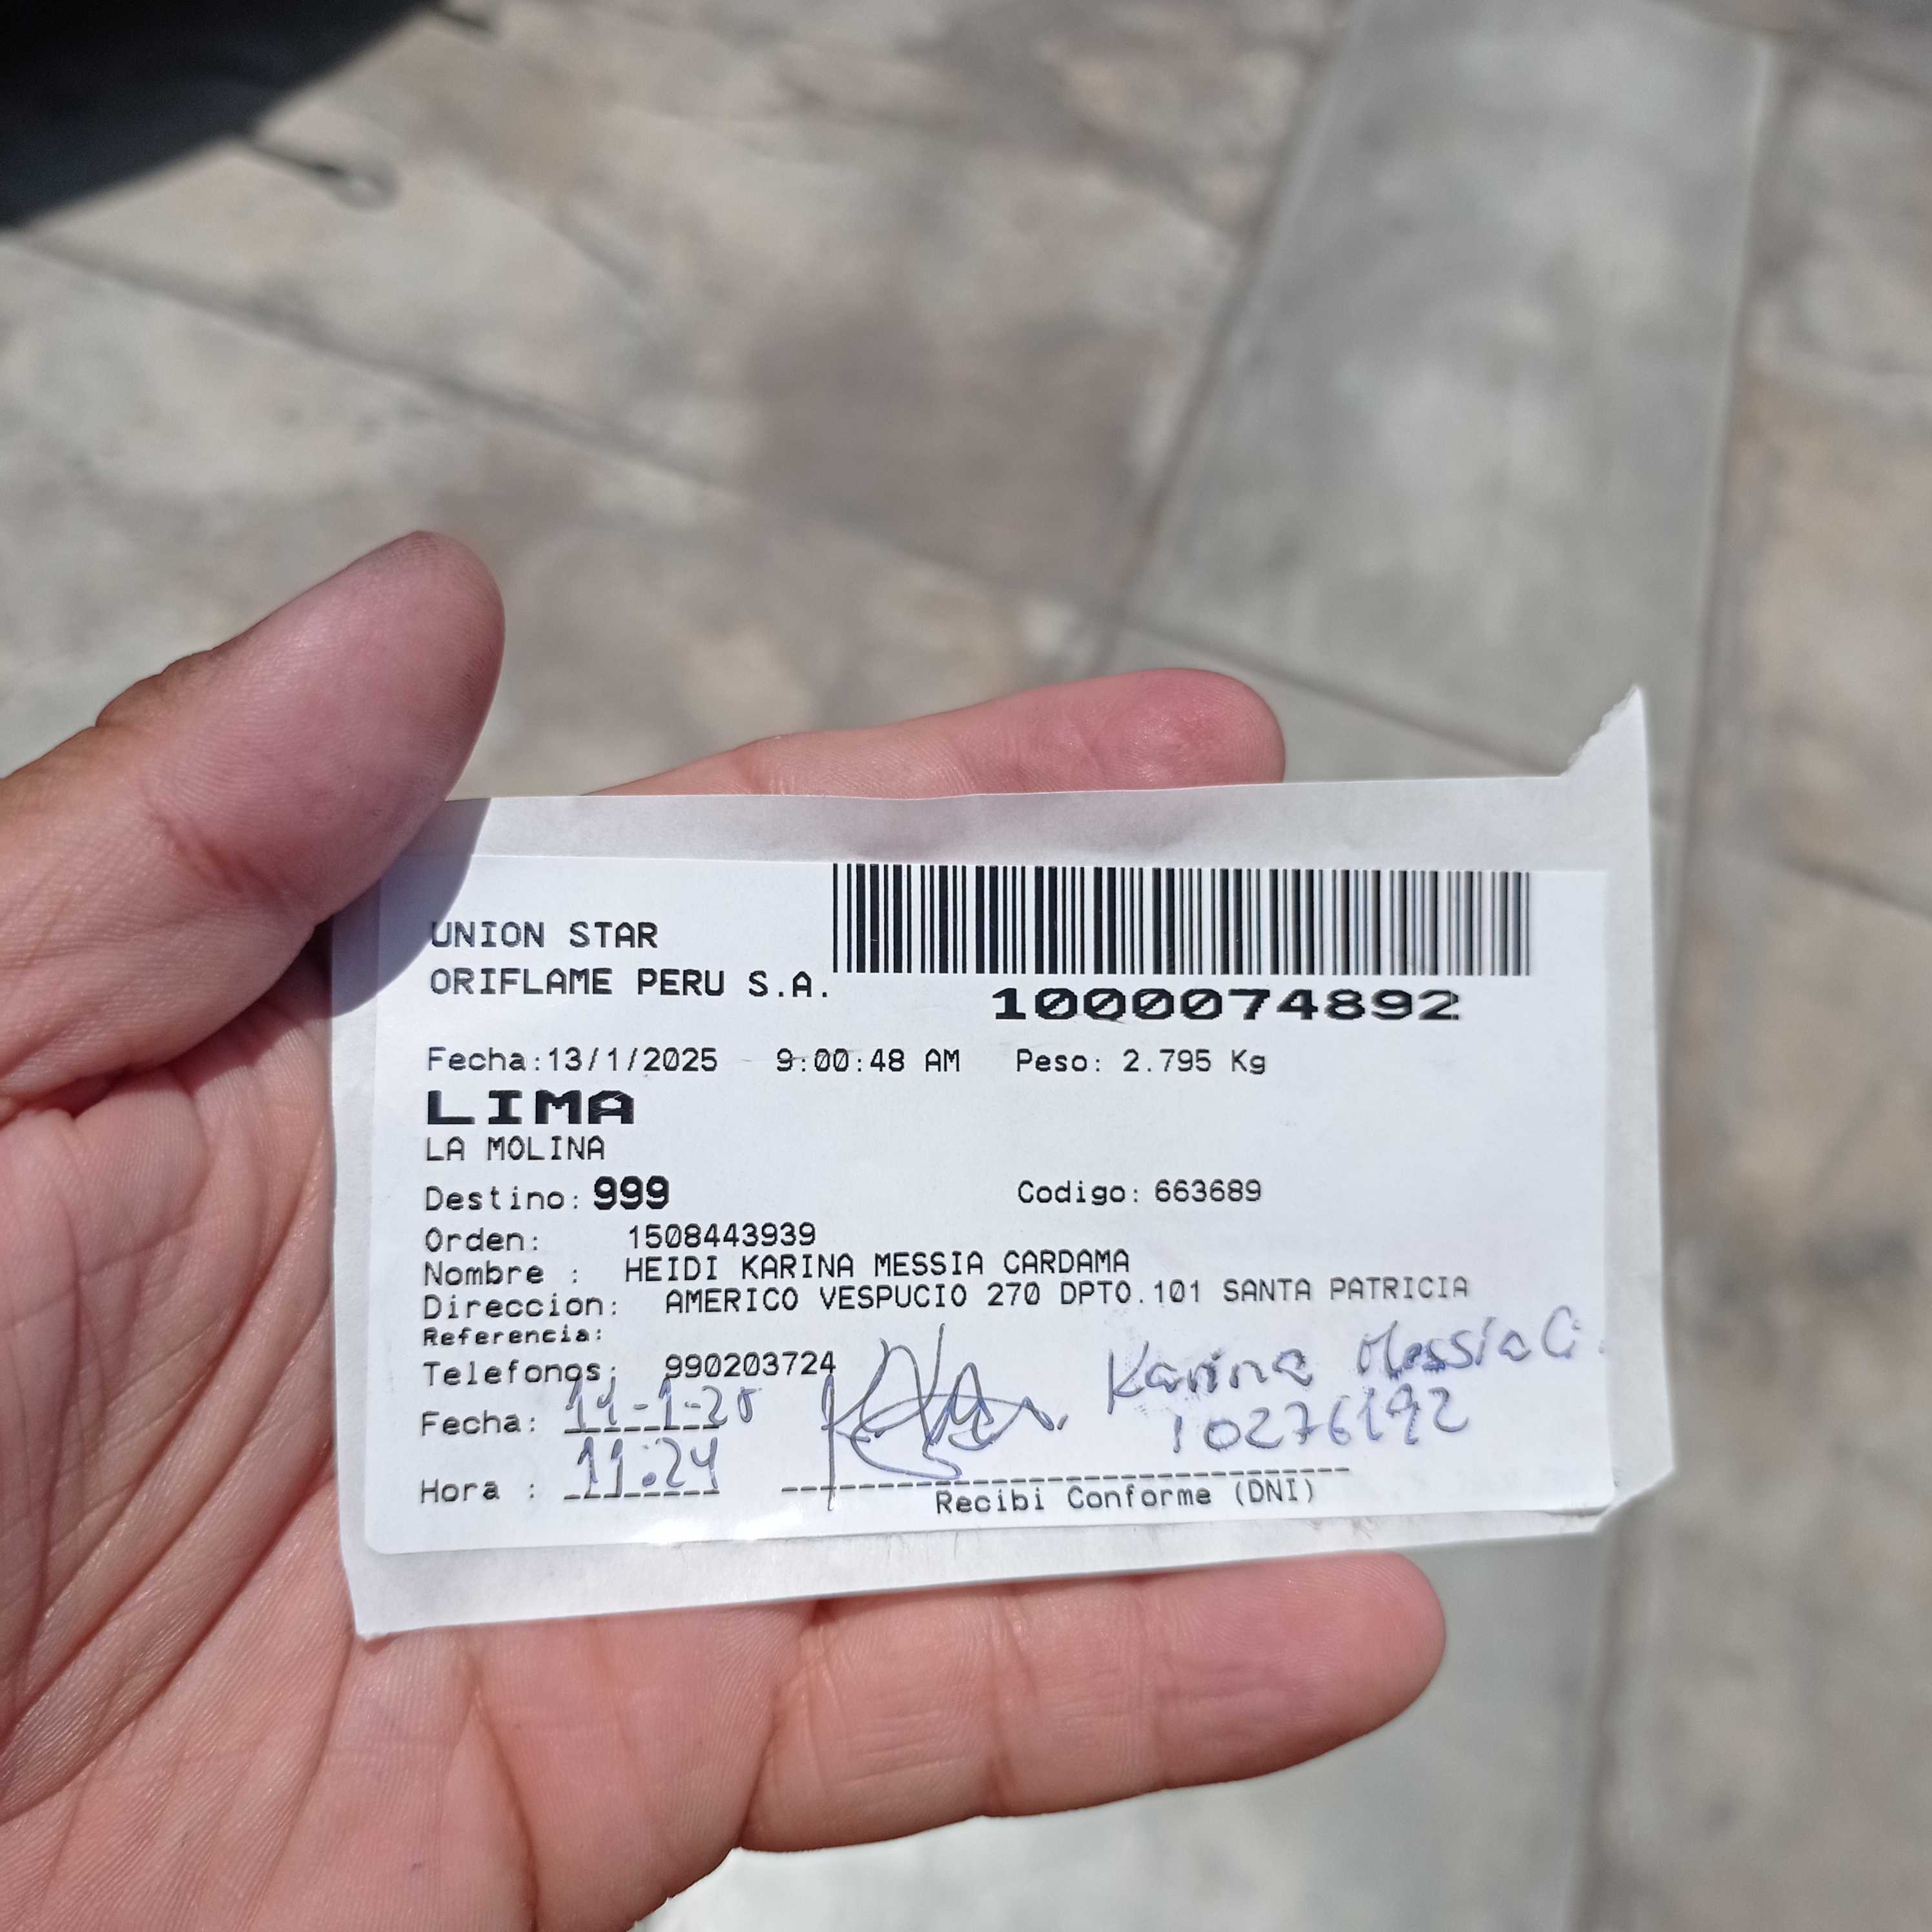 UNION STAR
ORIFLAME PERU S.A.
1000074892
Fecha:13/1/2025 9:00:48 AM Peso: 2.795 Kg
LIMA
LA MOLINA
Destino: 999 Codigo: 663689
Orden: 1508443939
Nombre : HEIDI KARINA MESSIA CARDAMA
Direccion: AMERICO VESPUCIO 270 DPTO.101 SANTA PATRICIA
Referencia:
Telefonos: 990203724
Karina Messia C.
Fecha: 14-1-25
10276192
Hora : 11:24
Recibi Conforme (DNI)